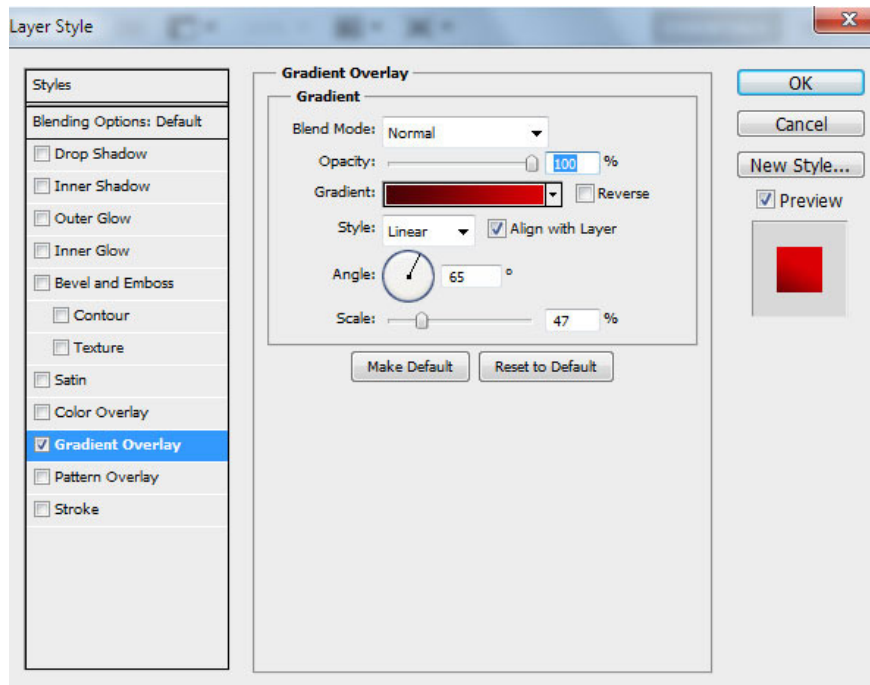 Layer Style
X
Styles
Blending Options: Default
Drop Shadow
Inner Shadow
Outer Glow
Inner Glow
Bevel and Emboss
Contour
Texture
Satin
Color Overlay
Gradient Overlay
Pattern Overlay
Stroke
Gradient Overlay
Gradient
Blend Mode: Normal
Opacity: 100 %
Gradient: Reverse
Style: Linear Align with Layer
Angle: 65 °
Scale: 47 %
Make Default Reset to Default
OK
Cancel
New Style...
Preview